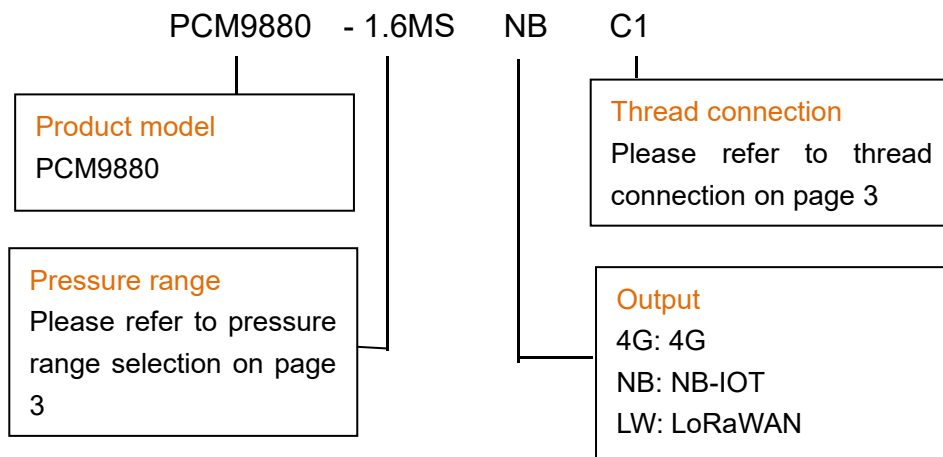 PCM9880 - 1.6MS NB C1
Product model
PCM9880
Thread connection
Please refer to thread
connection on page 3
Pressure range
Please refer to pressure
range selection on page
3
Output
4G: 4G
NB: NB-IOT
LW: LoRaWAN